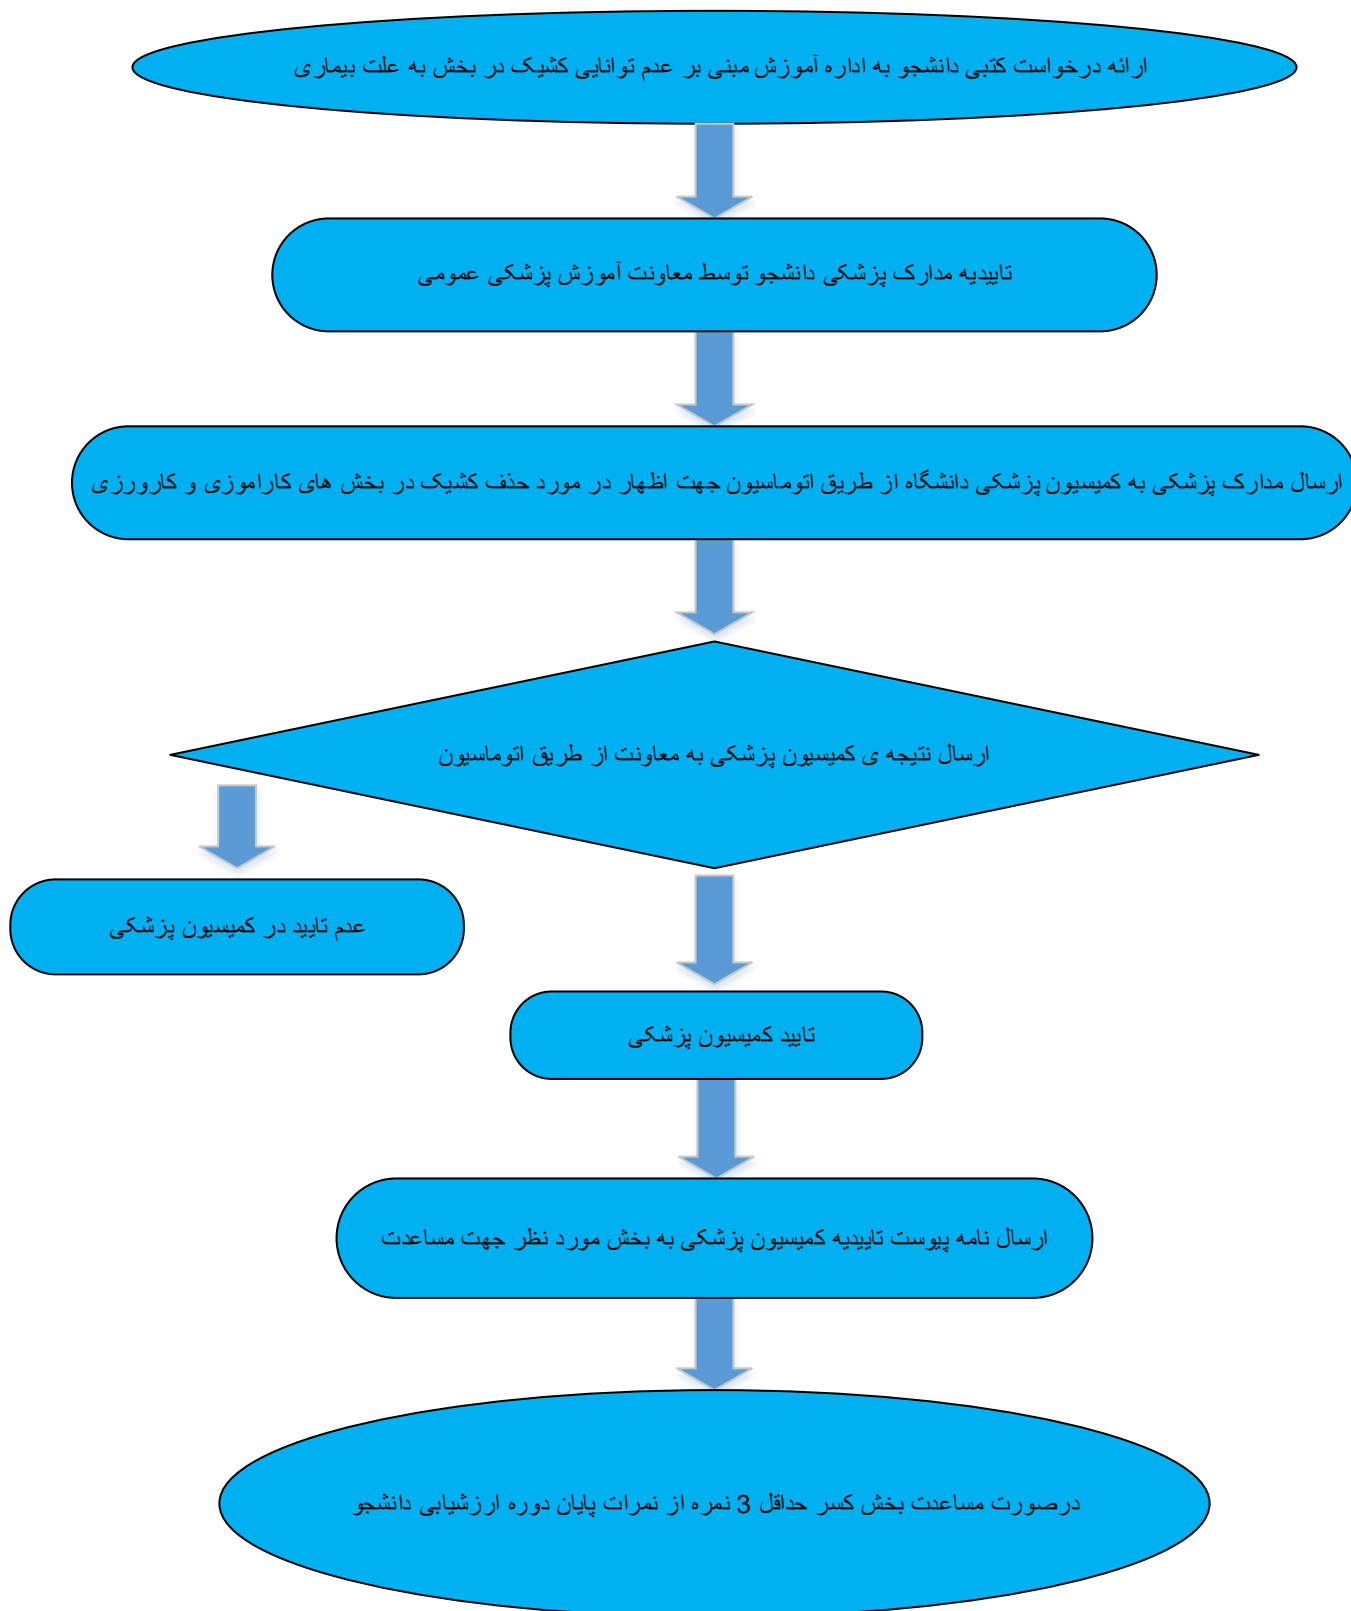 ارائه درخواست کتبی دانشجو به اداره آموزش مبنی بر عدم توانایی کشیک در بخش به علت بیماری
تاییدیه مدارک پزشکی دانشجو توسط معاونت آموزش پزشکی عمومی
ارسال مدارک پزشکی به کمیسیون پزشکی دانشگاه از طریق اتوماسیون جهت اظهار در مورد حذف کشیک در بخش های کاراموزی و کارورزی
ارسال نتیجه ی کمیسیون پزشکی به معاونت از طریق اتوماسیون
عدم تایید در کمیسیون پزشکی
تایید کمیسیون پزشکی
ارسال نامه پیوست تاییدیه کمیسیون پزشکی به بخش مورد نظر جهت مساعدت
درصورت مساعدت بخش کسر حداقل 3 نمره از نمرات پایان دوره ارزشیابی دانشجو